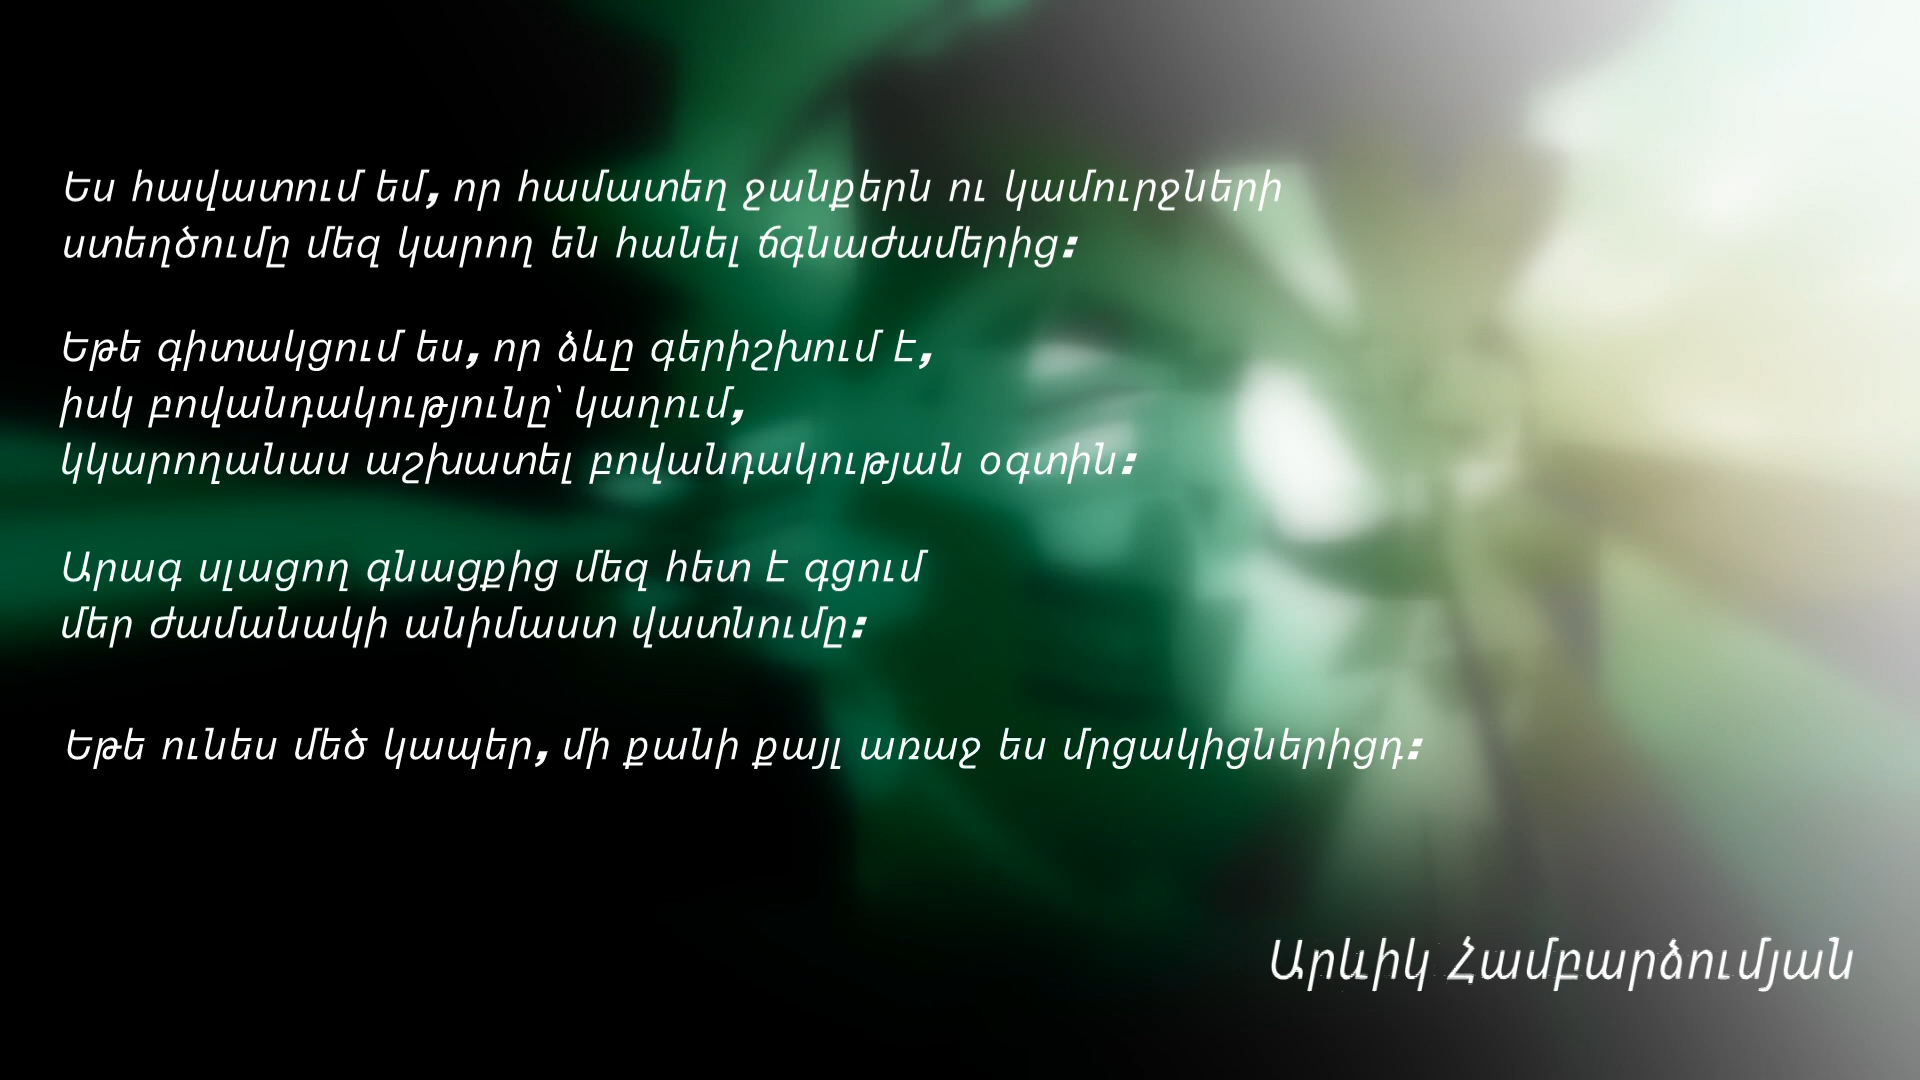 Ես հավատում եմ, որ համատեղ ջանքերն ու կամուրջների
ստեղծումը մեզ կարող են հանել ճգնաժամերից:
Եթե գիտակցում ես, որ ձևը գերիշխում է,
իսկ բովանդակությունը՝ կաղում,
կկարողանաս աշխատել բովանդակության օգտին:
Արագ սլացող գնացքից մեզ հետ է գցում
մեր ժամանակի անիմաստ վատնումը:
Եթե ունես մեծ կապեր, մի քանի քայլ առաջ ես մրցակիցներիցդ:
Արևիկ Համբարձումյան